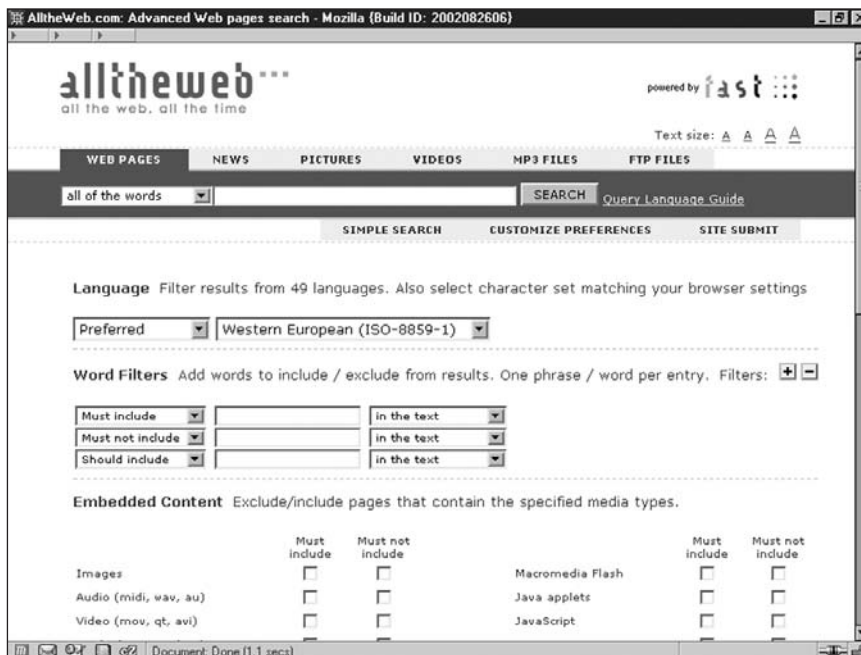 AlltheWeb.com: Advanced Web pages search - Mozilla {Build ID: 2002082606}
alltheweb
all the web, all the time
powered by fast
Text size: A A A A
WEB PAGES NEWS PICTURES VIDEOS MP3 FILES FTP FILES
all of the words SEARCH Query Language Guide
SIMPLE SEARCH CUSTOMIZE PREFERENCES SITE SUBMIT
Language Filter results from 49 languages. Also select character set matching your browser settings
Preferred Western European (ISO-8859-1)
Word Filters Add words to include / exclude from results. One phrase / word per entry. Filters: + -
Must include in the text
Must not include in the text
Should include in the text
Embedded Content Exclude/include pages that contain the specified media types.
Must Must not Must Must not
include include include include
Images Macromedia Flash
Audio (midi, wav, au) Java applets
Video (mov, qt, avi) JavaScript
Document: Done (1.1 secs)